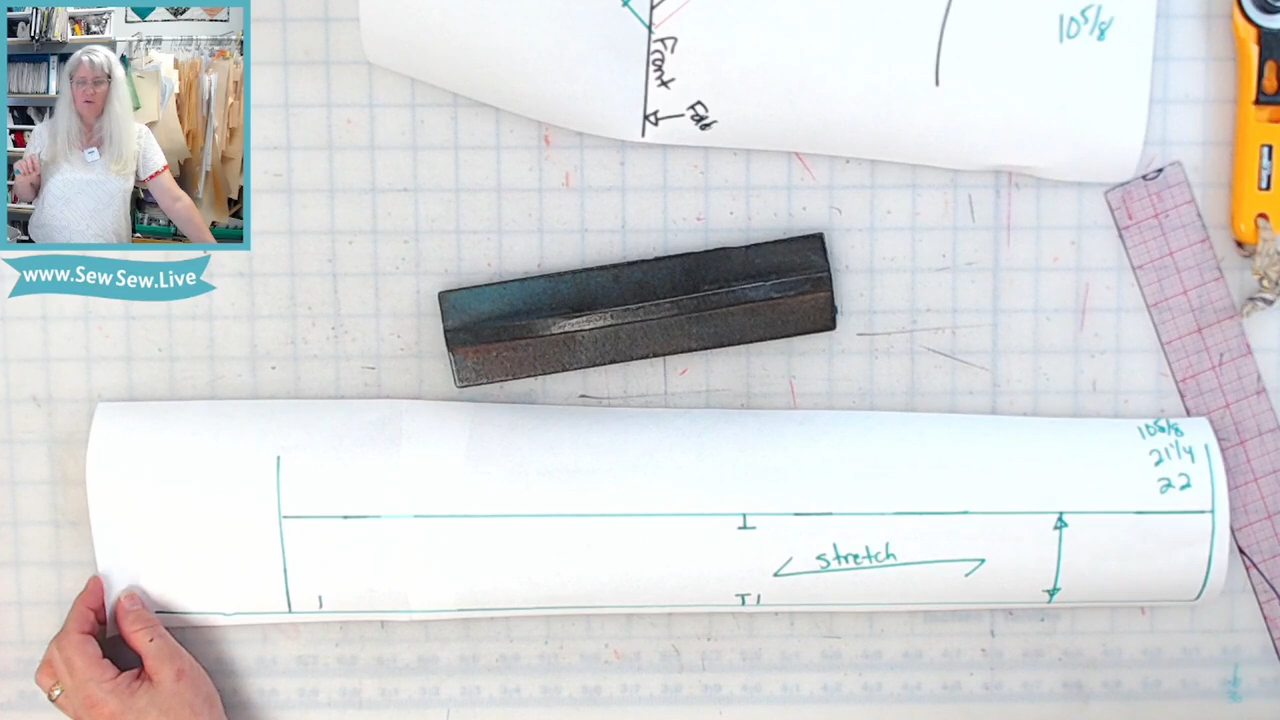 10 5/8
Front
Fold
www.SewSew.Live
10 5/8
21 1/4
22
stretch